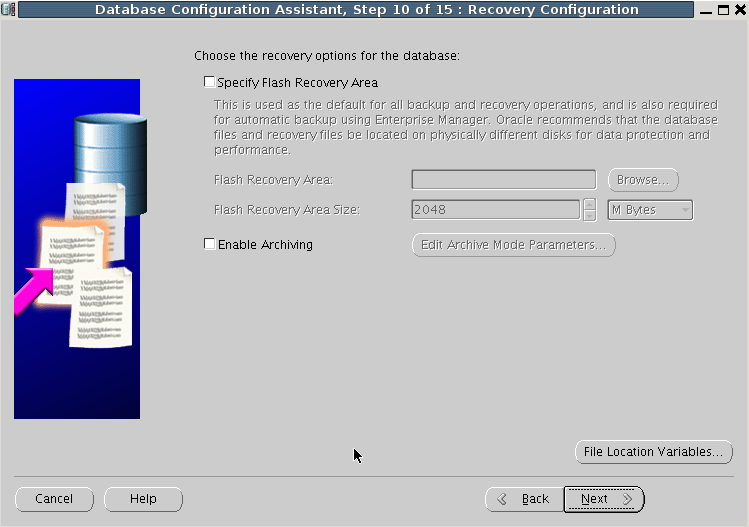 Database Configuration Assistant, Step 10 of 15 : Recovery Configuration
Choose the recovery options for the database:
Specify Flash Recovery Area
This is used as the default for all backup and recovery operations, and is also required
for automatic backup using Enterprise Manager. Oracle recommends that the database
files and recovery files be located on physically different disks for data protection and
performance.
Flash Recovery Area:
Browse...
Flash Recovery Area Size:
2048
M Bytes
Enable Archiving
Edit Archive Mode Parameters...
File Location Variables...
Cancel
Help
Back
Next